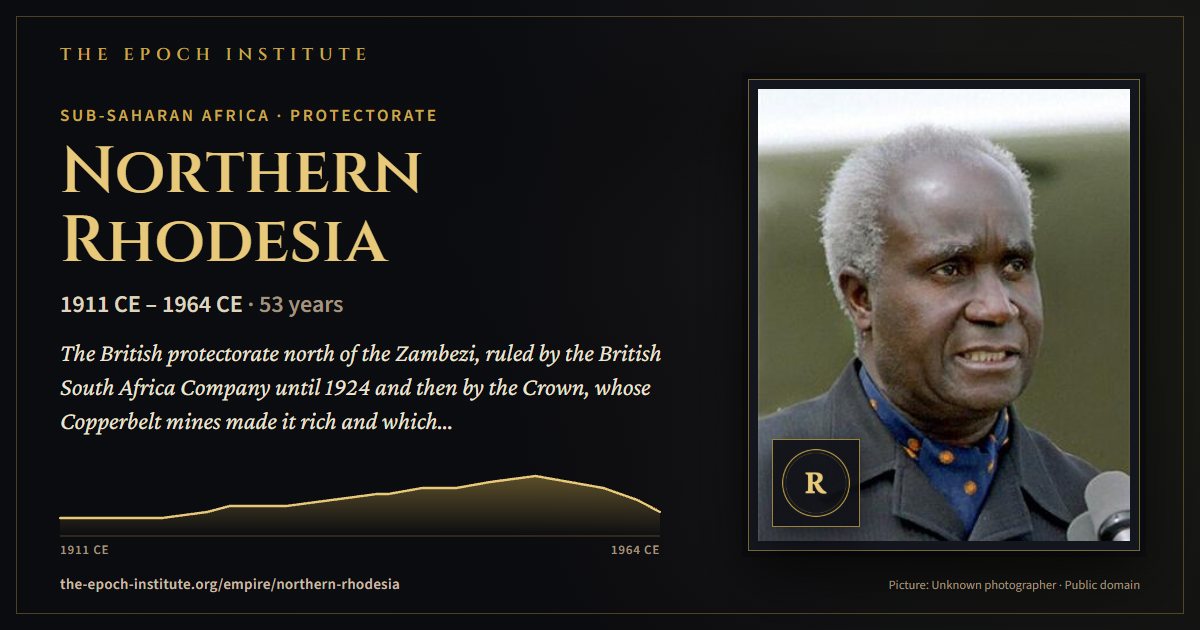 THE EPOCH INSTITUTE
SUB-SAHARAN AFRICA · PROTECTORATE
NORTHERN
RHODESIA
1911 CE – 1964 CE · 53 years
The British protectorate north of the Zambezi, ruled by the British
South Africa Company until 1924 and then by the Crown, whose
Copperbelt mines made it rich and which...
1911 CE
1964 CE
the-epoch-institute.org/empire/northern-rhodesia
R
Picture: Unknown photographer · Public domain